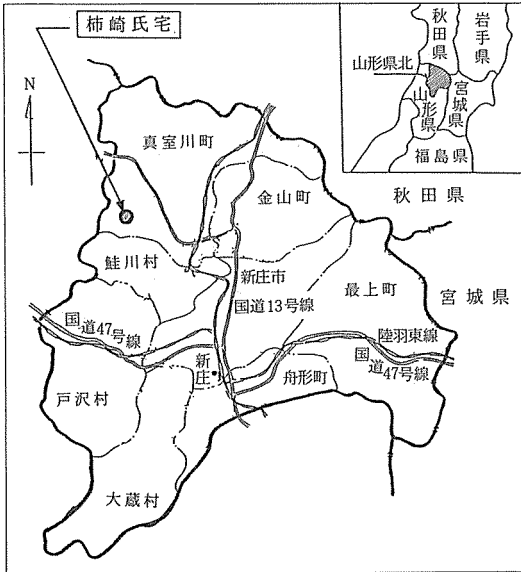 柿崎氏宅
N
秋田県
岩手県
山形県北
山形県
宮城県
福島県
真室川町
金山町
秋田県
鮭川村
新庄市
国道13号線
最上町
宮城県
国道47号線
陸羽東線
国道47号線
新庄
舟形町
戸沢村
大蔵村